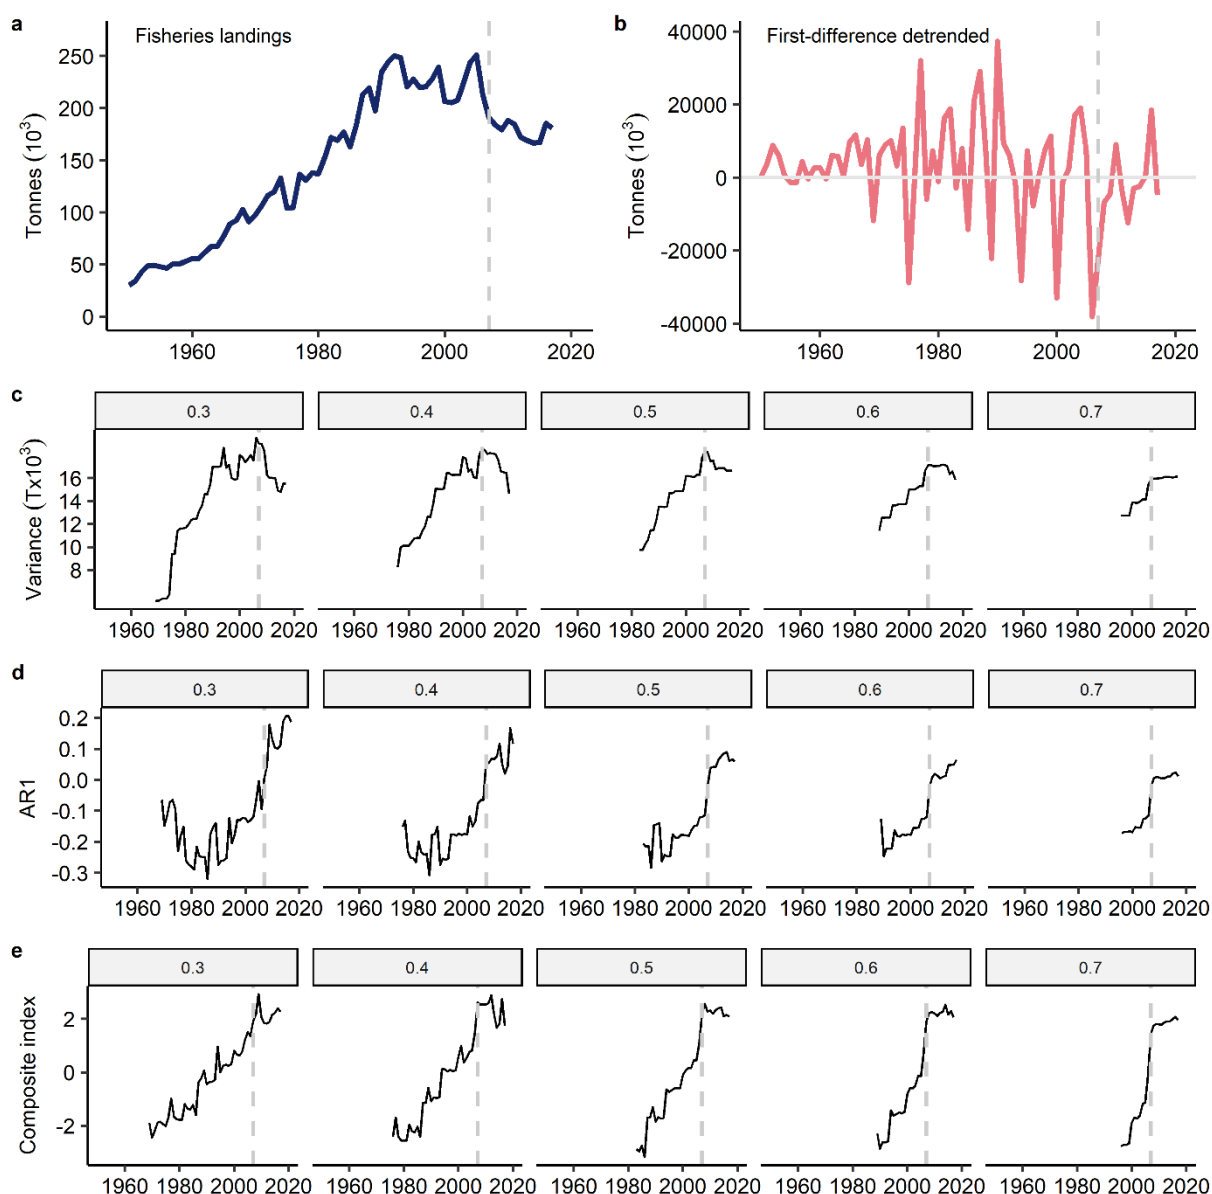 a
Fisheries landings
Tonnes (10³)
250
200
150
100
50
0
1960 1980 2000 2020
b
First-difference detrended
Tonnes (10³)
40000
20000
0
-20000
-40000
1960 1980 2000 2020
c
0.3 0.4 0.5 0.6 0.7
Variance (Tx10³)
16
14
12
10
8
1960 1980 2000 2020 1960 1980 2000 2020 1960 1980 2000 2020 1960 1980 2000 2020 1960 1980 2000 2020
d
0.3 0.4 0.5 0.6 0.7
AR1
0.2
0.1
0.0
-0.1
-0.2
-0.3
1960 1980 2000 2020 1960 1980 2000 2020 1960 1980 2000 2020 1960 1980 2000 2020 1960 1980 2000 2020
e
0.3 0.4 0.5 0.6 0.7
Composite index
2
0
-2
1960 1980 2000 2020 1960 1980 2000 2020 1960 1980 2000 2020 1960 1980 2000 2020 1960 1980 2000 2020